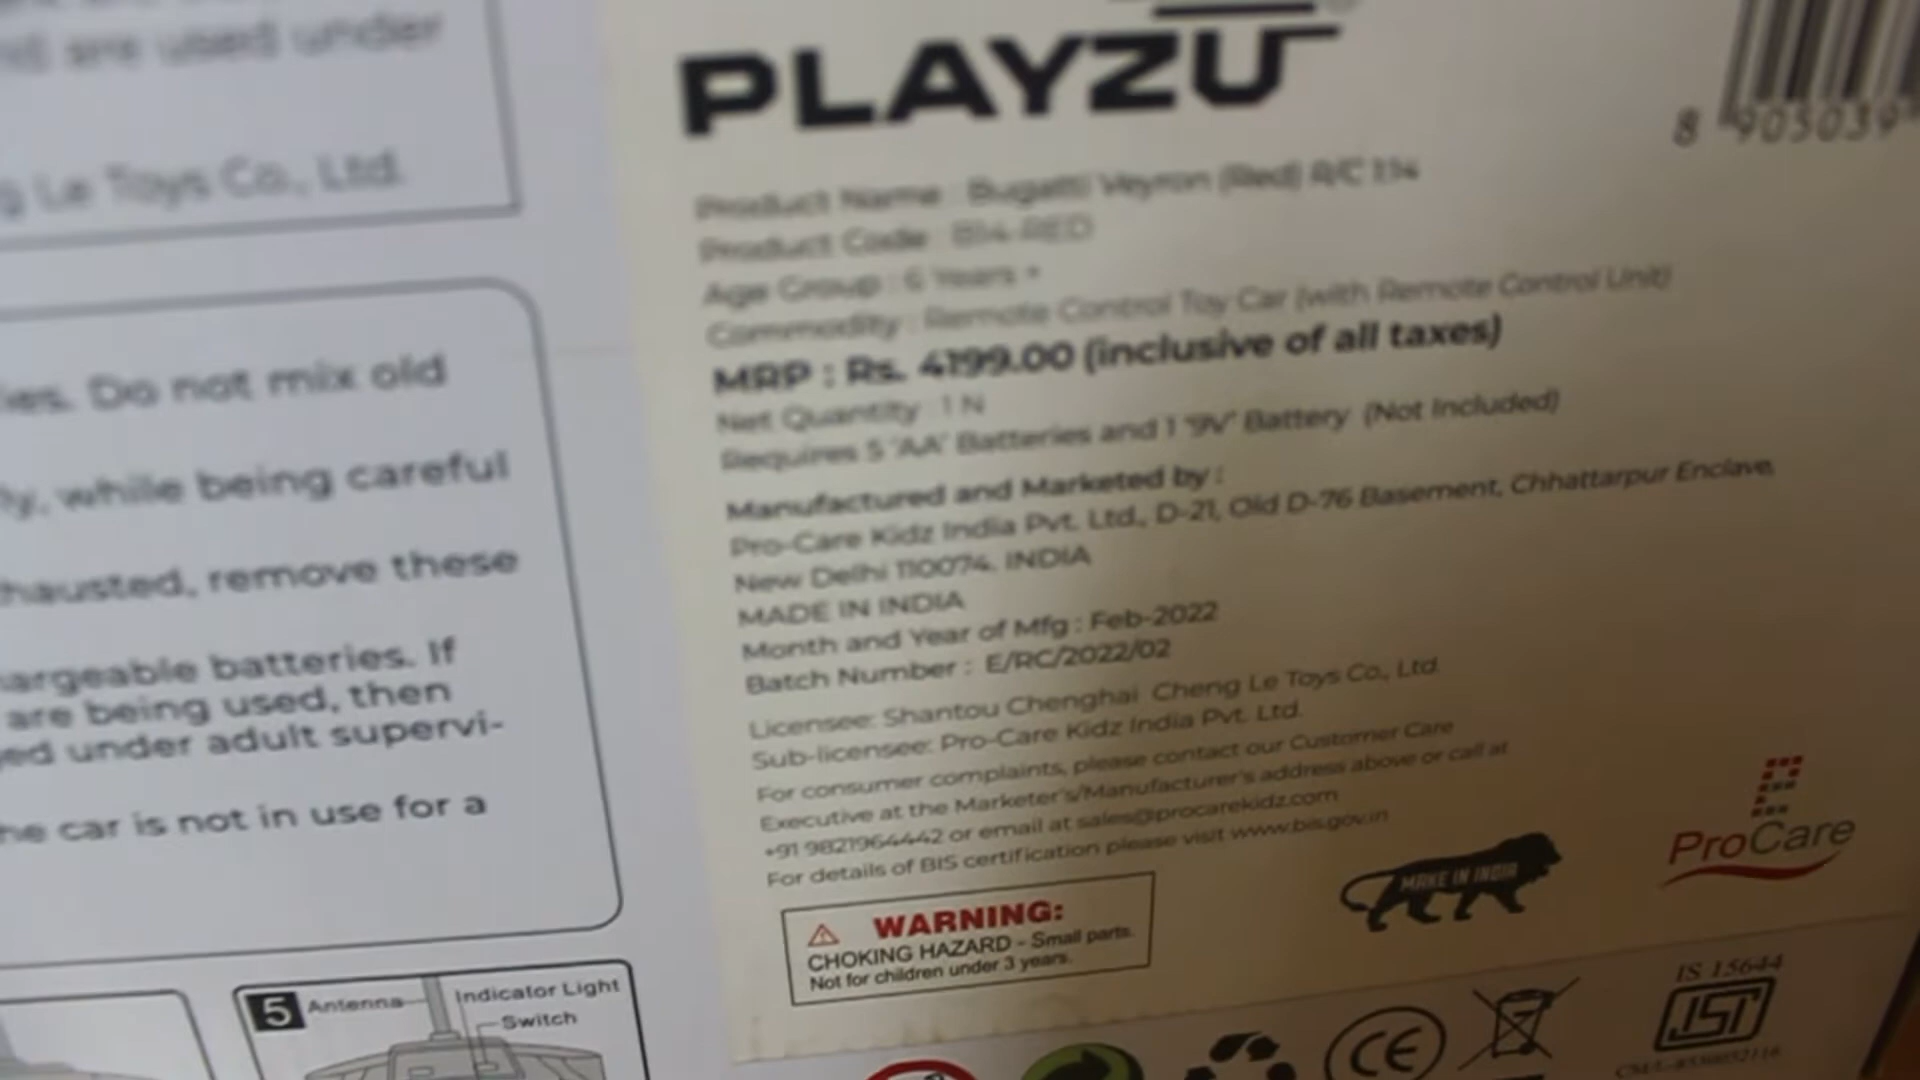 are used under
Le Toys Co., Ltd.
Do not mix old
while being careful
hausted, remove these
argeable batteries. If
are being used, then
ed under adult supervi-
he car is not in use for a
5 Antenna Indicator Light
Switch
PLAYZU
8 905039
Product Name : Bugatti Veyron (Red) R/C 1:14
Product Code : B14-RED
Age Group : 6 Years +
Commodity : Remote Control Toy Car (with Remote Control Unit)
MRP : Rs. 4199.00 (inclusive of all taxes)
Net Quantity : 1 N
Requires 5 'AA' Batteries and 1 '9V' Battery (Not Included)
Manufactured and Marketed by :
Pro-Care Kidz India Pvt. Ltd., D-21, Old D-76 Basement, Chhattarpur Enclave,
New Delhi 110074. INDIA
MADE IN INDIA
Month and Year of Mfg : Feb-2022
Batch Number : E/RC/2022/02
Licensee: Shantou Chenghai Cheng Le Toys Co., Ltd.
Sub-licensee: Pro-Care Kidz India Pvt. Ltd.
For consumer complaints, please contact our Customer Care
Executive at the Marketer's/Manufacturer's address above or call at
+91 9821964442 or email at sales@procarekidz.com
For details of BIS certification please visit www.bis.gov.in
WARNING:
CHOKING HAZARD - Small parts.
Not for children under 3 years.
MAKE IN INDIA
ProCare
IS 15644
ISI
CE